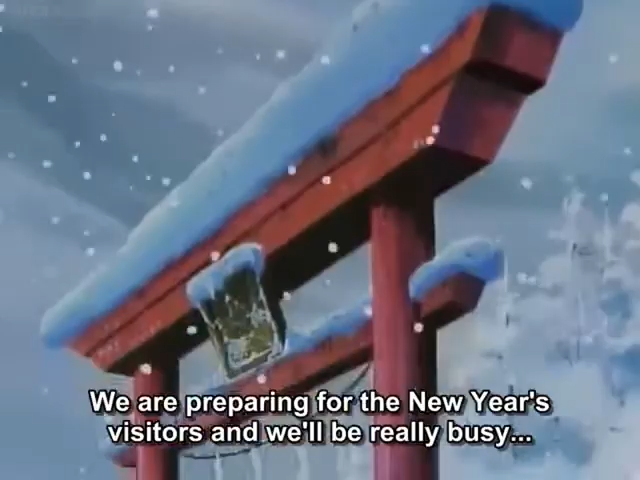 We are preparing for the New Year's
visitors and we'll be really busy...